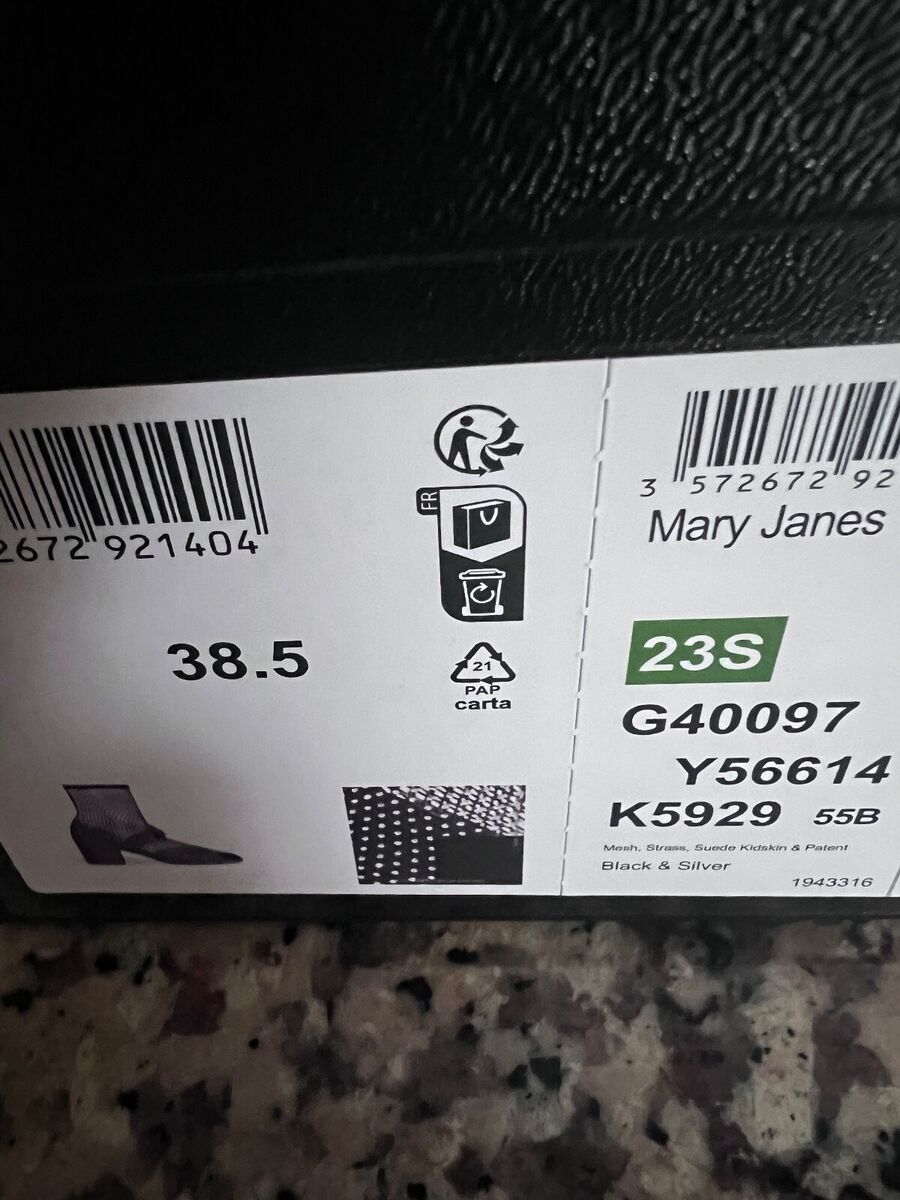 2672 921404
38.5
FR
21
PAP
carta
3 572672 92
Mary Janes
23S
G40097
Y56614
K5929 55B
Mesh, Strass, Suede Kidskin & Patent
Black & Silver
1943316